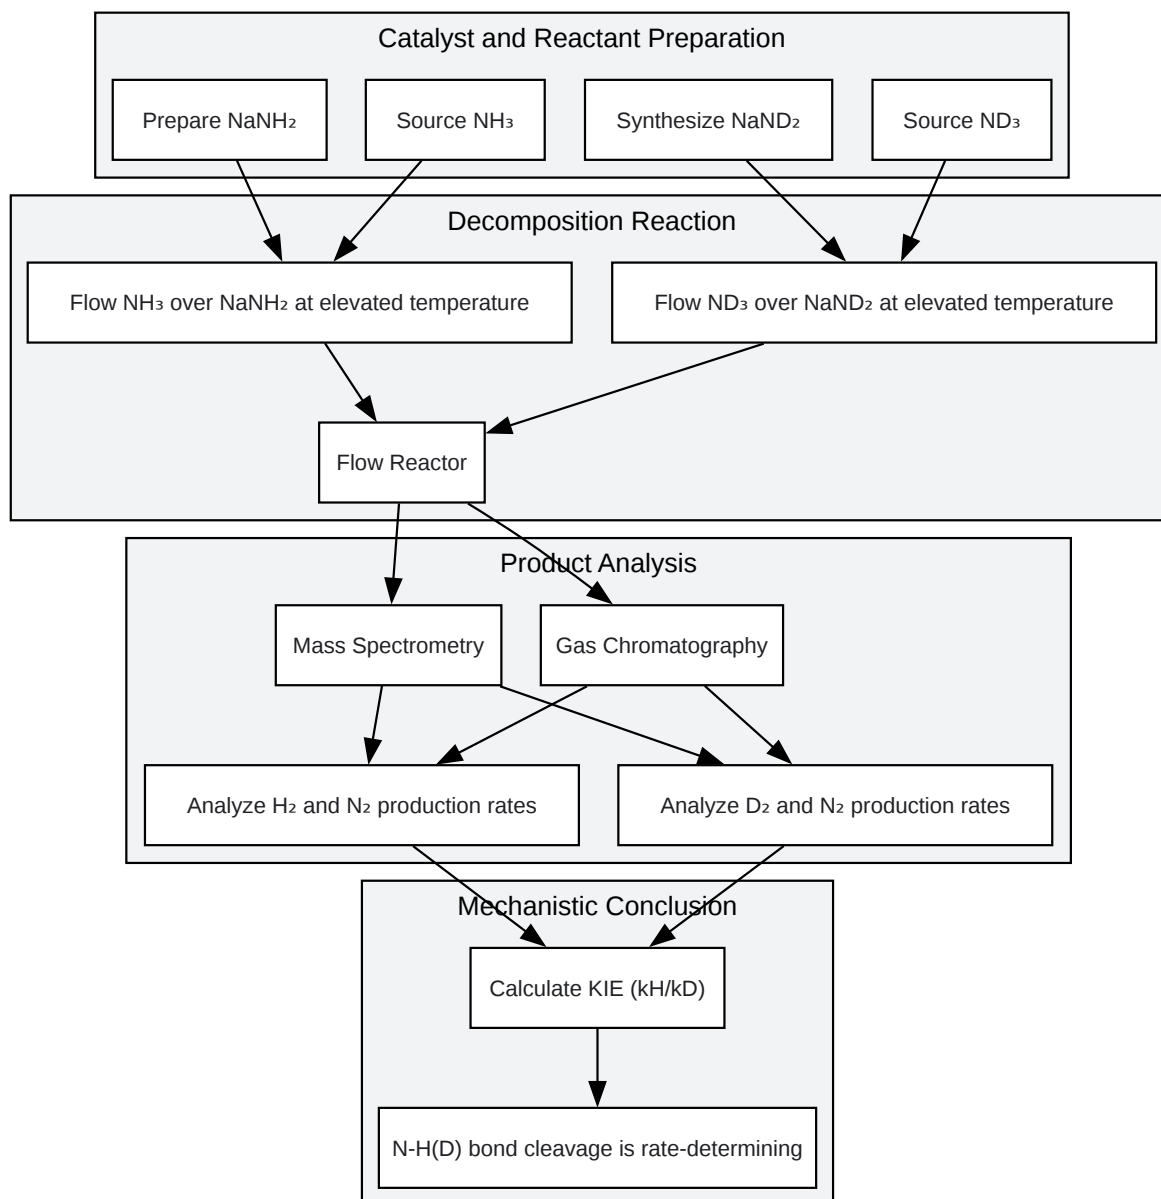 Catalyst and Reactant Preparation
Prepare NaNH₂
Source NH₃
Synthesize NaND₂
Source ND₃
Decomposition Reaction
Flow NH₃ over NaNH₂ at elevated temperature
Flow ND₃ over NaND₂ at elevated temperature
Flow Reactor
Product Analysis
Mass Spectrometry
Gas Chromatography
Analyze H₂ and N₂ production rates
Analyze D₂ and N₂ production rates
Mechanistic Conclusion
Calculate KIE (kH/kD)
N-H(D) bond cleavage is rate-determining